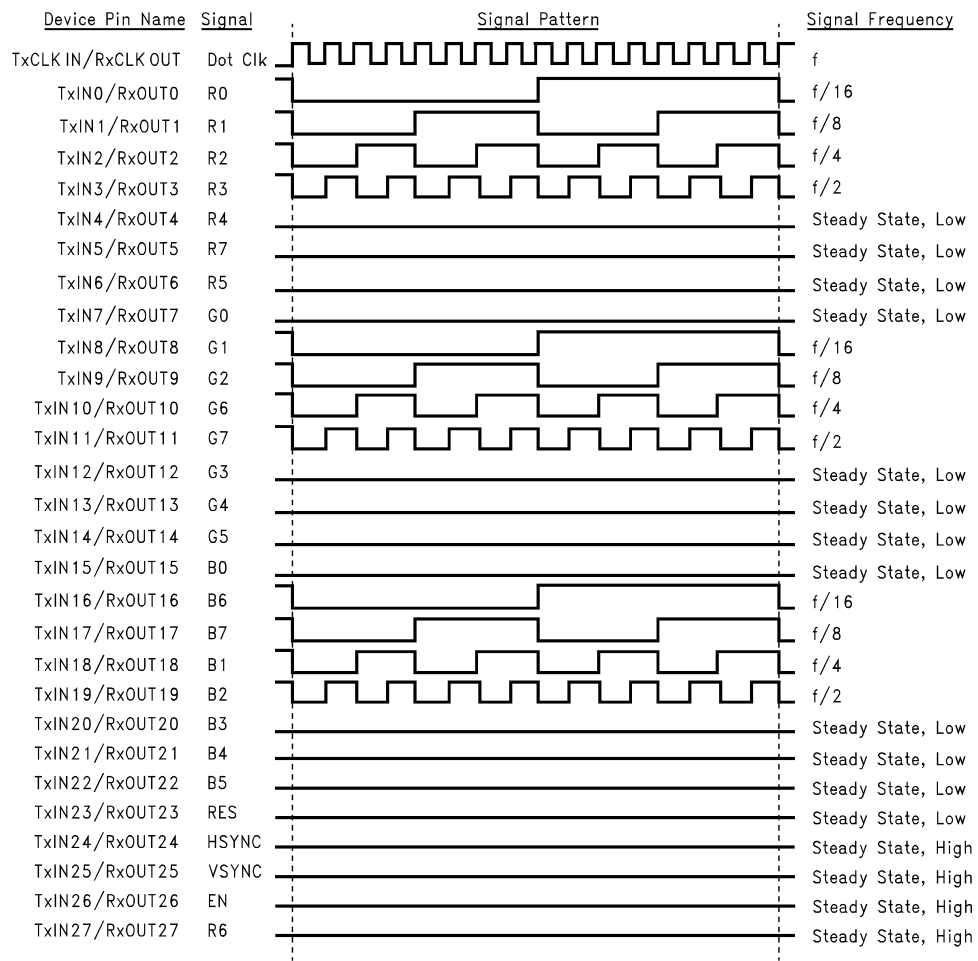 Device Pin Name Signal Signal Pattern Signal Frequency
TxCLK IN/RxCLK OUT Dot Clk f
TxIN0/RxOUT0 R0 f/16
TxIN1/RxOUT1 R1 f/8
TxIN2/RxOUT2 R2 f/4
TxIN3/RxOUT3 R3 f/2
TxIN4/RxOUT4 R4 Steady State, Low
TxIN5/RxOUT5 R7 Steady State, Low
TxIN6/RxOUT6 R5 Steady State, Low
TxIN7/RxOUT7 G0 Steady State, Low
TxIN8/RxOUT8 G1 f/16
TxIN9/RxOUT9 G2 f/8
TxIN10/RxOUT10 G6 f/4
TxIN11/RxOUT11 G7 f/2
TxIN12/RxOUT12 G3 Steady State, Low
TxIN13/RxOUT13 G4 Steady State, Low
TxIN14/RxOUT14 G5 Steady State, Low
TxIN15/RxOUT15 B0 Steady State, Low
TxIN16/RxOUT16 B6 f/16
TxIN17/RxOUT17 B7 f/8
TxIN18/RxOUT18 B1 f/4
TxIN19/RxOUT19 B2 f/2
TxIN20/RxOUT20 B3 Steady State, Low
TxIN21/RxOUT21 B4 Steady State, Low
TxIN22/RxOUT22 B5 Steady State, Low
TxIN23/RxOUT23 RES Steady State, Low
TxIN24/RxOUT24 HSYNC Steady State, High
TxIN25/RxOUT25 VSYNC Steady State, High
TxIN26/RxOUT26 EN Steady State, High
TxIN27/RxOUT27 R6 Steady State, High